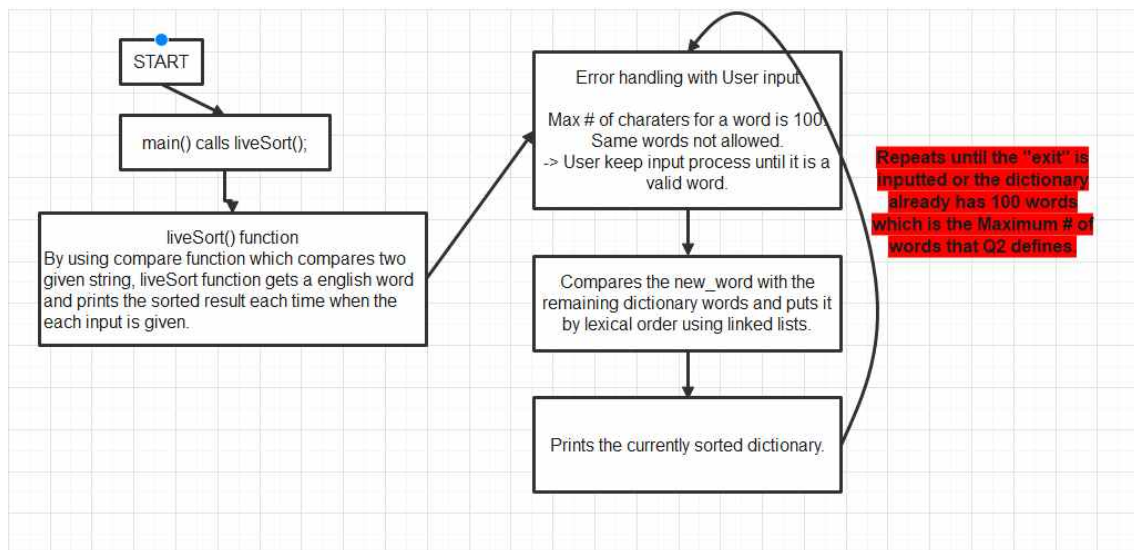 START
main() calls liveSort();
liveSort() function
By using compare function which compares two
given string, liveSort function gets a english word
and prints the sorted result each time when the
each input is given.
Error handling with User input
Max # of charaters for a word is 100.
Same words not allowed.
-> User keep input process until it is a
valid word.
Compares the new_word with the
remaining dictionary words and puts it
by lexical order using linked lists.
Prints the currently sorted dictionary.
Repeats until the "exit" is
inputted or the dictionary
already has 100 words
which is the Maximum # of
words that Q2 defines.